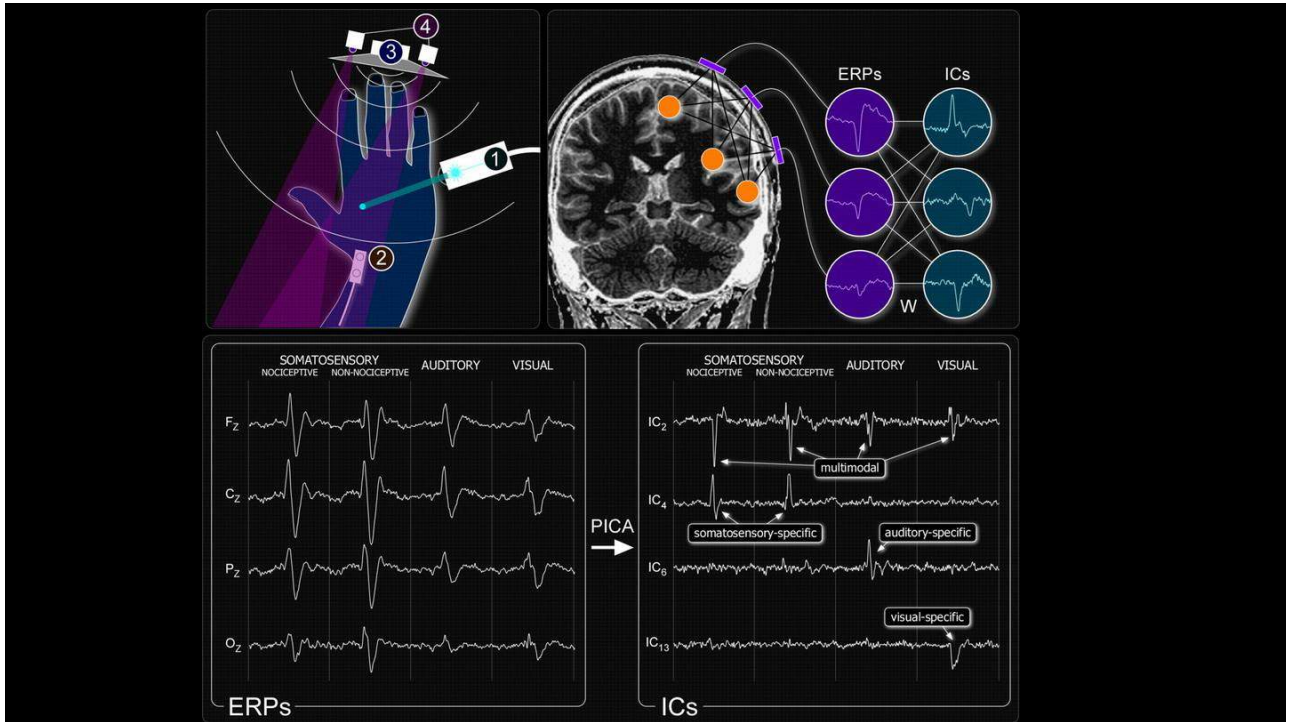 4
3
1
2
ERPs ICs
W
SOMATOSENSORY
NOCICEPTIVE NON-NOCICEPTIVE AUDITORY VISUAL
FZ
CZ
PZ
OZ
ERPs
PICA
SOMATOSENSORY
NOCICEPTIVE NON-NOCICEPTIVE AUDITORY VISUAL
IC2
multimodal
IC4
somatosensory-specific auditory-specific
IC6
visual-specific
IC13
ICs